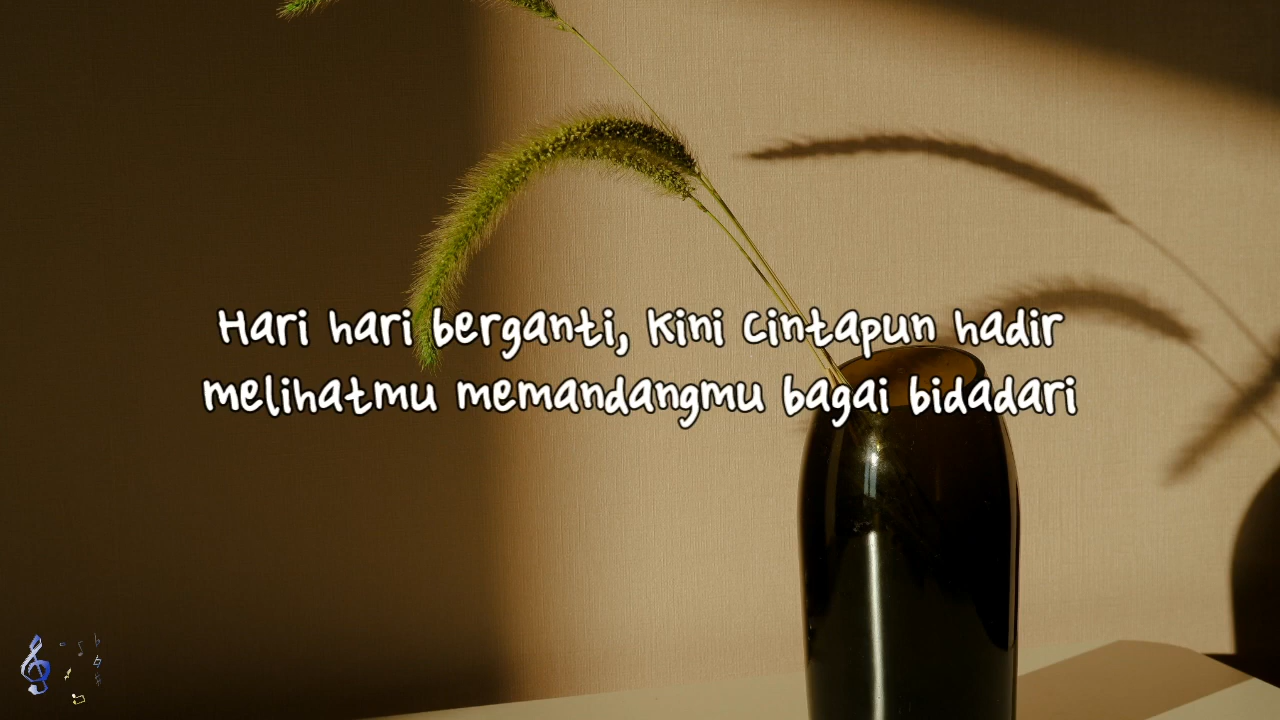 Hari hari berganti, kini cintapun hadir
melihatmu memandangmu bagai bidadari